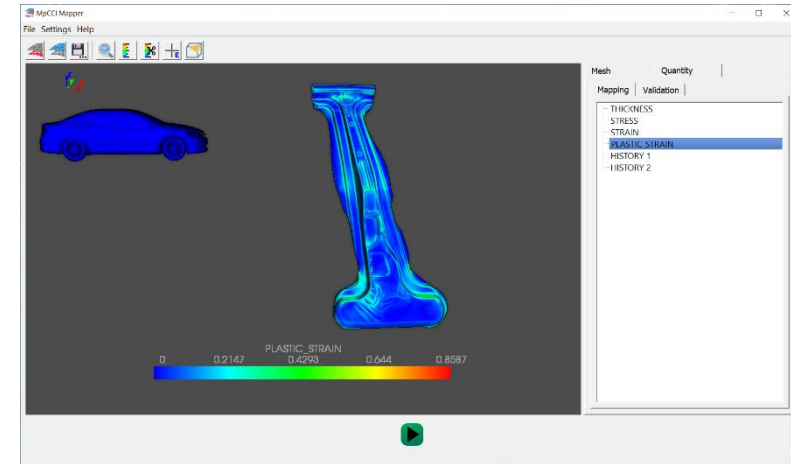 MpCCI Mapper
File Settings Help
Mesh Quantity
Mapping Validation
THICKNESS
STRESS
STRAIN
PLASTIC STRAIN
HISTORY 1
HISTORY 2
PLASTIC_STRAIN
0 0.2147 0.4293 0.644 0.8587